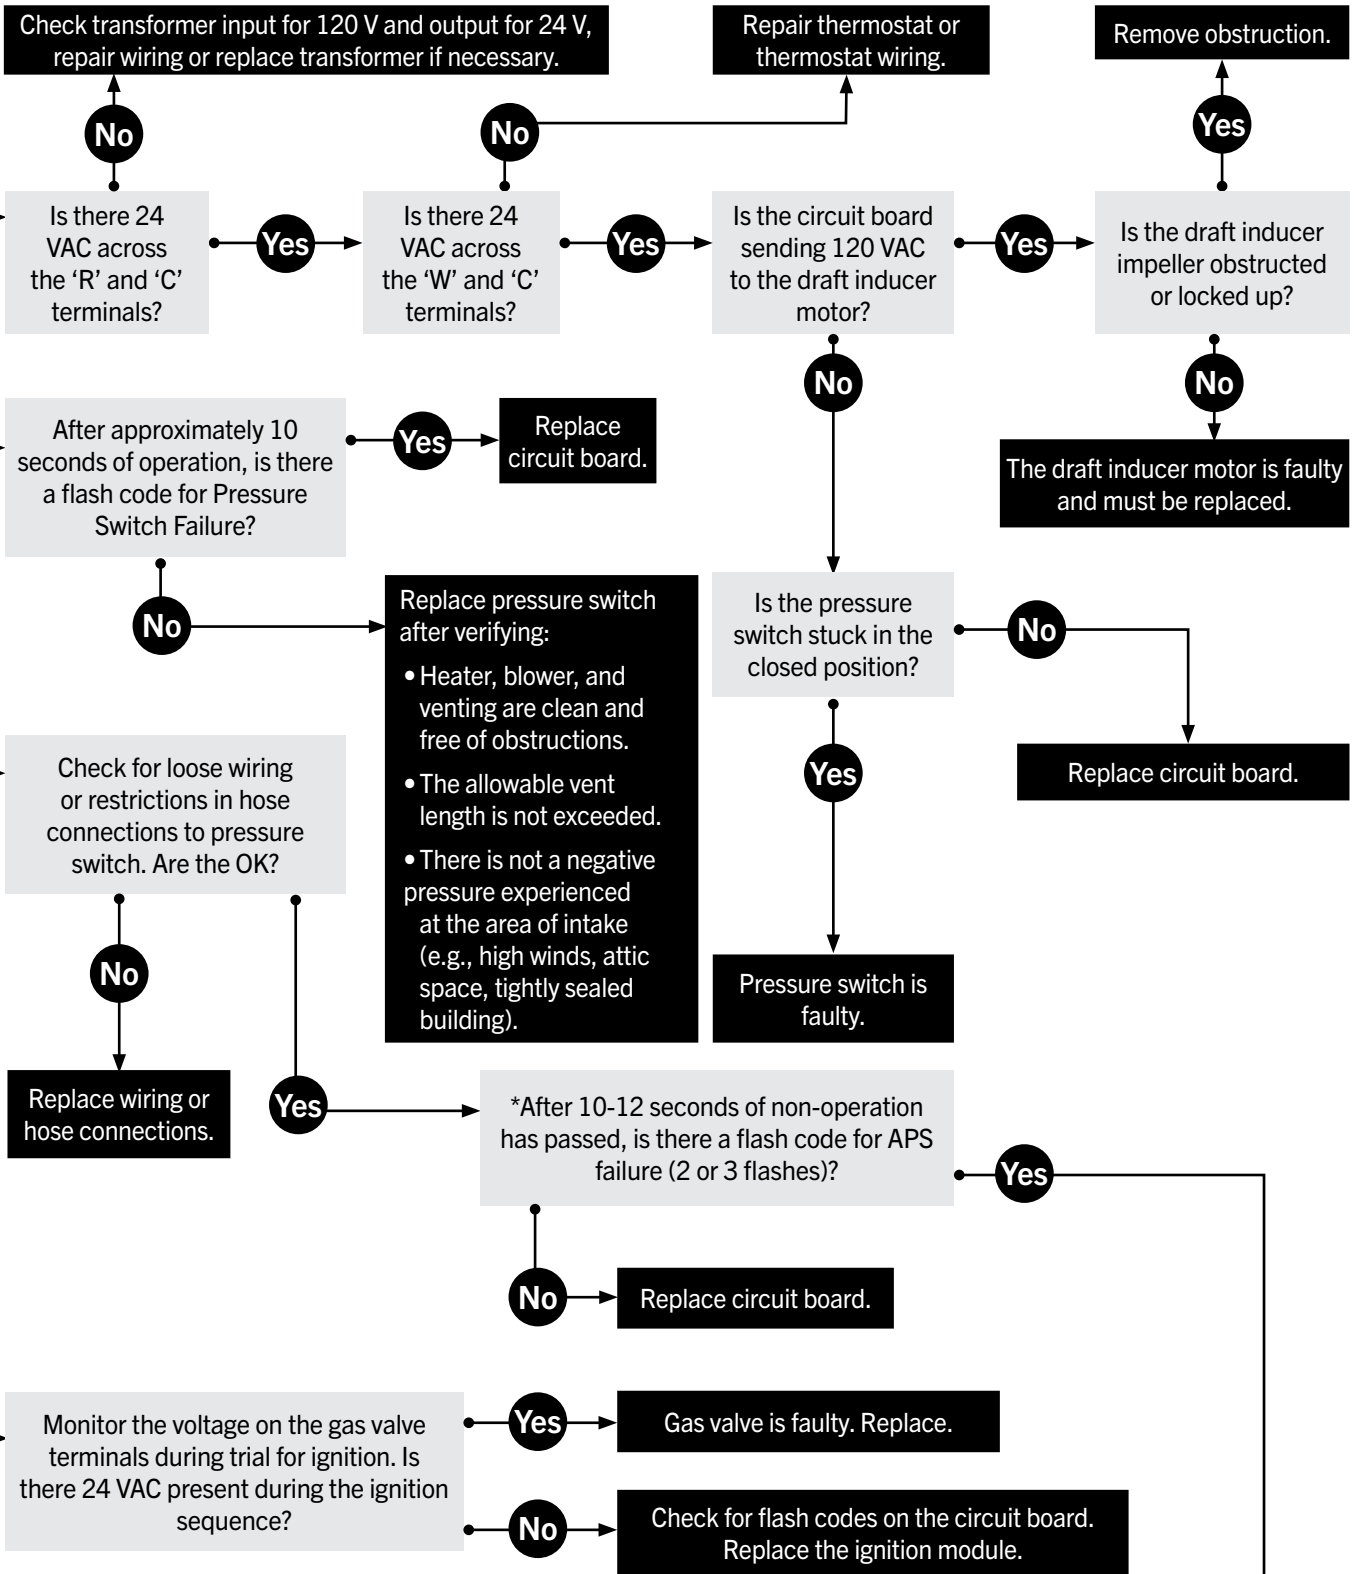 Check transformer input for 120 V and output for 24 V,
repair wiring or replace transformer if necessary.
Repair thermostat or
thermostat wiring.
Remove obstruction.
No
No
Yes
Is there 24
VAC across
the ‘R’ and ‘C’
terminals?
Yes
Is there 24
VAC across
the ‘W’ and ‘C’
terminals?
Yes
Is the circuit board
sending 120 VAC
to the draft inducer
motor?
Yes
Is the draft inducer
impeller obstructed
or locked up?
No
No
The draft inducer motor is faulty
and must be replaced.
After approximately 10
seconds of operation, is there
a flash code for Pressure
Switch Failure?
Yes
Replace
circuit board.
No
Replace pressure switch
after verifying:
• Heater, blower, and
venting are clean and
free of obstructions.
• The allowable vent
length is not exceeded.
• There is not a negative
pressure experienced
at the area of intake
(e.g., high winds, attic
space, tightly sealed
building).
Is the pressure
switch stuck in the
closed position?
No
Replace circuit board.
Yes
Pressure switch is
faulty.
Check for loose wiring
or restrictions in hose
connections to pressure
switch. Are the OK?
No
Replace wiring or
hose connections.
Yes
*After 10-12 seconds of non-operation
has passed, is there a flash code for APS
failure (2 or 3 flashes)?
Yes
No
Replace circuit board.
Monitor the voltage on the gas valve
terminals during trial for ignition. Is
there 24 VAC present during the ignition
sequence?
Yes
Gas valve is faulty. Replace.
No
Check for flash codes on the circuit board.
Replace the ignition module.